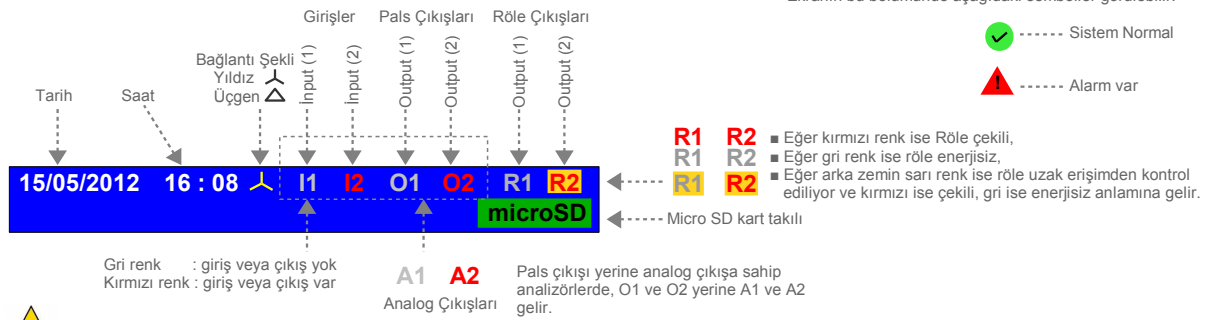 Ekranın bu bölümünde aşağıdaki semboller görülebilir.
Girişler Pals Çıkışları Röle Çıkışları
Sistem Normal
Bağlantı Şekli
Yıldız
Üçgen
İnput (1)
İnput (2)
Output (1)
Output (2)
Output (1)
Output (2)
Tarih Saat
Alarm var
R1 R2 ■ Eğer kırmızı renk ise Röle çekili,
R1 R2 ■ Eğer gri renk ise röle enerjisiz,
R1 R2 ■ Eğer arka zemin sarı renk ise röle uzak erişimden kontrol
ediliyor ve kırmızı ise çekili, gri ise enerjisiz anlamına gelir.
15/05/2012 16 : 08 I1 I2 O1 O2 R1 R2
microSD
Micro SD kart takılı
Gri renk : giriş veya çıkış yok
Kırmızı renk : giriş veya çıkış var
A1 A2
Analog Çıkışları
Pals çıkışı yerine analog çıkışa sahip
analizörlerde, O1 ve O2 yerine A1 ve A2
gelir.